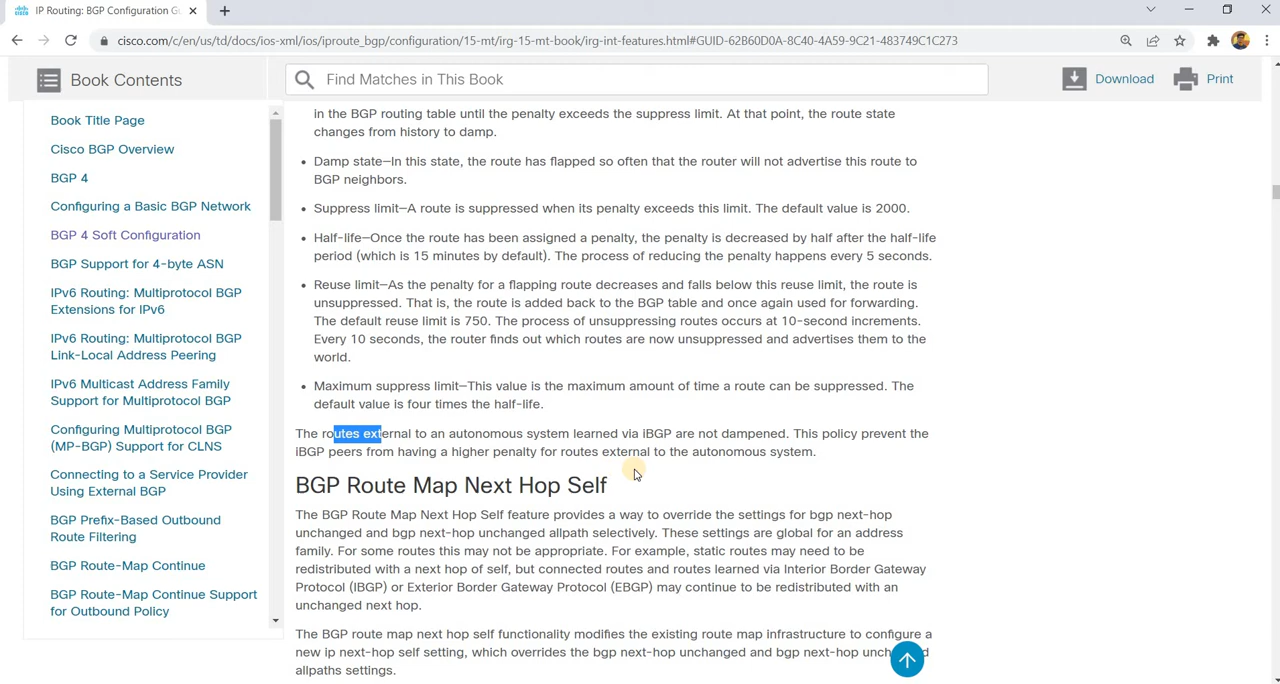 IP Routing: BGP Configuration Gu
cisco.com/c/en/us/td/docs/ios-xml/ios/iproute_bgp/configuration/15-mt/irg-15-mt-book/irg-int-features.html#GUID-62B60D0A-8C40-4A59-9C21-483749C1C273
Book Contents
Find Matches in This Book
Download
Print
Book Title Page
Cisco BGP Overview
BGP 4
Configuring a Basic BGP Network
BGP 4 Soft Configuration
BGP Support for 4-byte ASN
IPv6 Routing: Multiprotocol BGP
Extensions for IPv6
IPv6 Routing: Multiprotocol BGP
Link-Local Address Peering
IPv6 Multicast Address Family
Support for Multiprotocol BGP
Configuring Multiprotocol BGP
(MP-BGP) Support for CLNS
Connecting to a Service Provider
Using External BGP
BGP Prefix-Based Outbound
Route Filtering
BGP Route-Map Continue
BGP Route-Map Continue Support
for Outbound Policy
in the BGP routing table until the penalty exceeds the suppress limit. At that point, the route state
changes from history to damp.
• Damp state—In this state, the route has flapped so often that the router will not advertise this route to
BGP neighbors.
• Suppress limit—A route is suppressed when its penalty exceeds this limit. The default value is 2000.
• Half-life—Once the route has been assigned a penalty, the penalty is decreased by half after the half-life
period (which is 15 minutes by default). The process of reducing the penalty happens every 5 seconds.
• Reuse limit—As the penalty for a flapping route decreases and falls below this reuse limit, the route is
unsuppressed. That is, the route is added back to the BGP table and once again used for forwarding.
The default reuse limit is 750. The process of unsuppressing routes occurs at 10-second increments.
Every 10 seconds, the router finds out which routes are now unsuppressed and advertises them to the
world.
• Maximum suppress limit—This value is the maximum amount of time a route can be suppressed. The
default value is four times the half-life.
The routes external to an autonomous system learned via iBGP are not dampened. This policy prevent the
iBGP peers from having a higher penalty for routes external to the autonomous system.
BGP Route Map Next Hop Self
The BGP Route Map Next Hop Self feature provides a way to override the settings for bgp next-hop
unchanged and bgp next-hop unchanged allpath selectively. These settings are global for an address
family. For some routes this may not be appropriate. For example, static routes may need to be
redistributed with a next hop of self, but connected routes and routes learned via Interior Border Gateway
Protocol (IBGP) or Exterior Border Gateway Protocol (EBGP) may continue to be redistributed with an
unchanged next hop.
The BGP route map next hop self functionality modifies the existing route map infrastructure to configure a
new ip next-hop self setting, which overrides the bgp next-hop unchanged and bgp next-hop
allpaths settings.